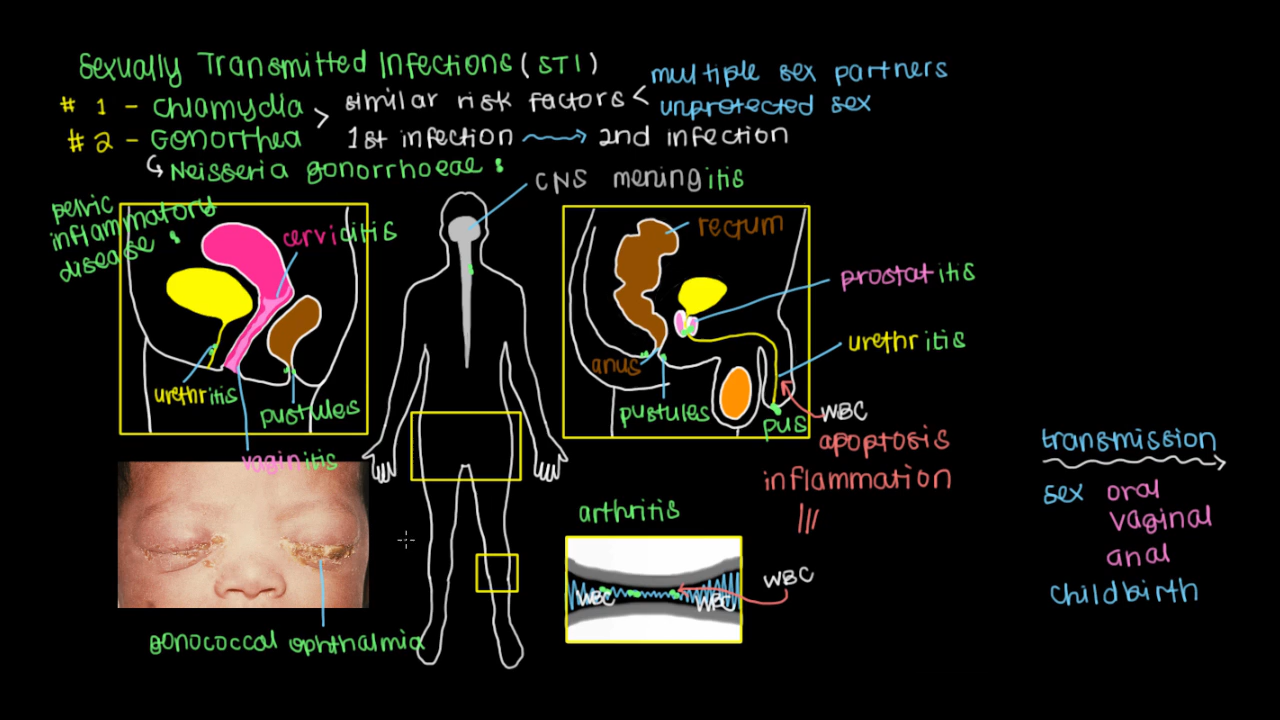 Sexually Transmitted Infections (STI)
#1 - Chlamydia > similar risk factors < multiple sex partners
unprotected sex
#2 - Gonorrhea 1st infection → 2nd infection
Neisseria gonorrhoeae :
CNS meningitis
pelvic
inflammatory
disease :
cervicitis
urethritis
pustules
vaginitis
rectum
prostatitis
urethritis
anus
pustules
WBC
pus
apoptosis
inflammation
|||
transmission
sex oral
vaginal
anal
childbirth
arthritis
WBC
WBC WBC
gonococcal ophthalmia